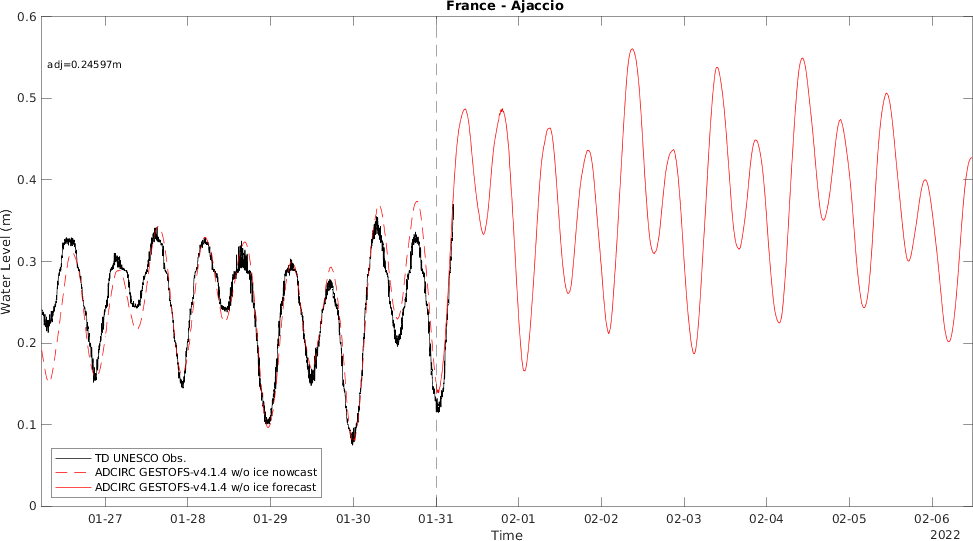 France - Ajaccio
adj=0.24597m
0.6
0.5
0.4
0.3
0.2
0.1
0
Water Level (m)
TD UNESCO Obs.
ADCIRC GESTOFS-v4.1.4 w/o ice nowcast
ADCIRC GESTOFS-v4.1.4 w/o ice forecast
01-27 01-28 01-29 01-30 01-31 02-01 02-02 02-03 02-04 02-05 02-06
Time
2022